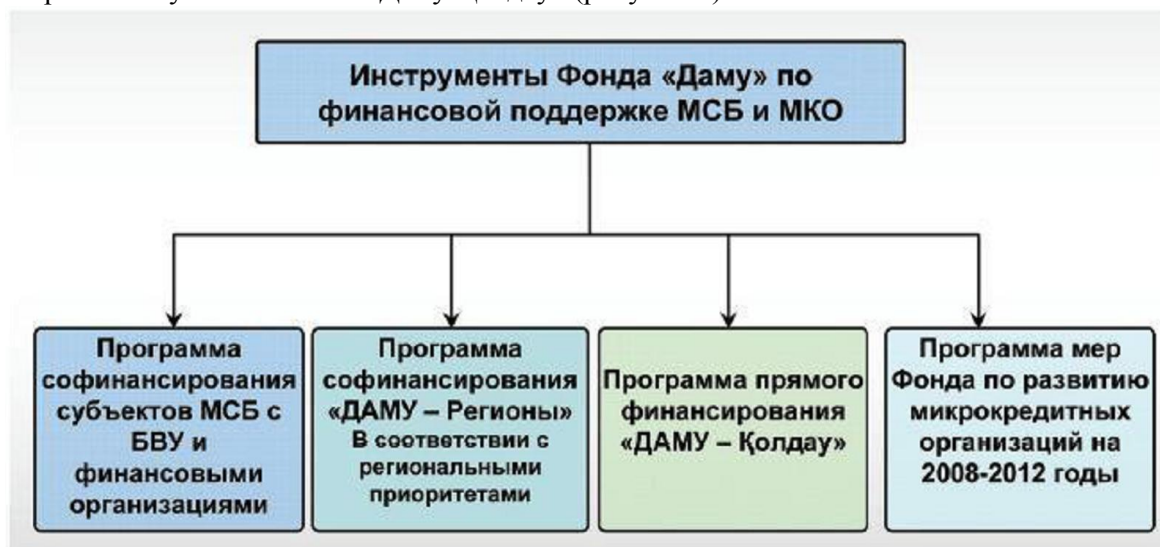 Инструменты Фонда «Даму» по
финансовой поддержке МСБ и МКО
Программа
софинансирования
субъектов МСБ с
БВУ и
финансовыми
организациями
Программа
софинансирования
«ДАМУ – Регионы»
В соответствии с
региональными
приоритетами
Программа прямого
финансирования
«ДАМУ – Қолдау»
Программа мер
Фонда по развитию
микрокредитных
организаций на
2008-2012 годы